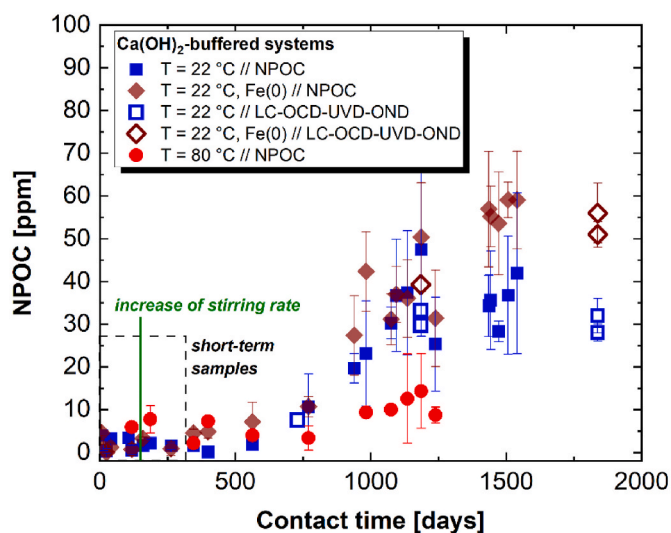 Ca(OH)₂-buffered systems
T = 22 °C // NPOC
T = 22 °C, Fe(0) // NPOC
T = 22 °C // LC-OCD-UVD-OND
T = 22 °C, Fe(0) // LC-OCD-UVD-OND
T = 80 °C // NPOC
increase of stirring rate
short-term
samples
NPOC [ppm]
100
90
80
70
60
50
40
30
20
10
0
0 500 1000 1500 2000
Contact time [days]